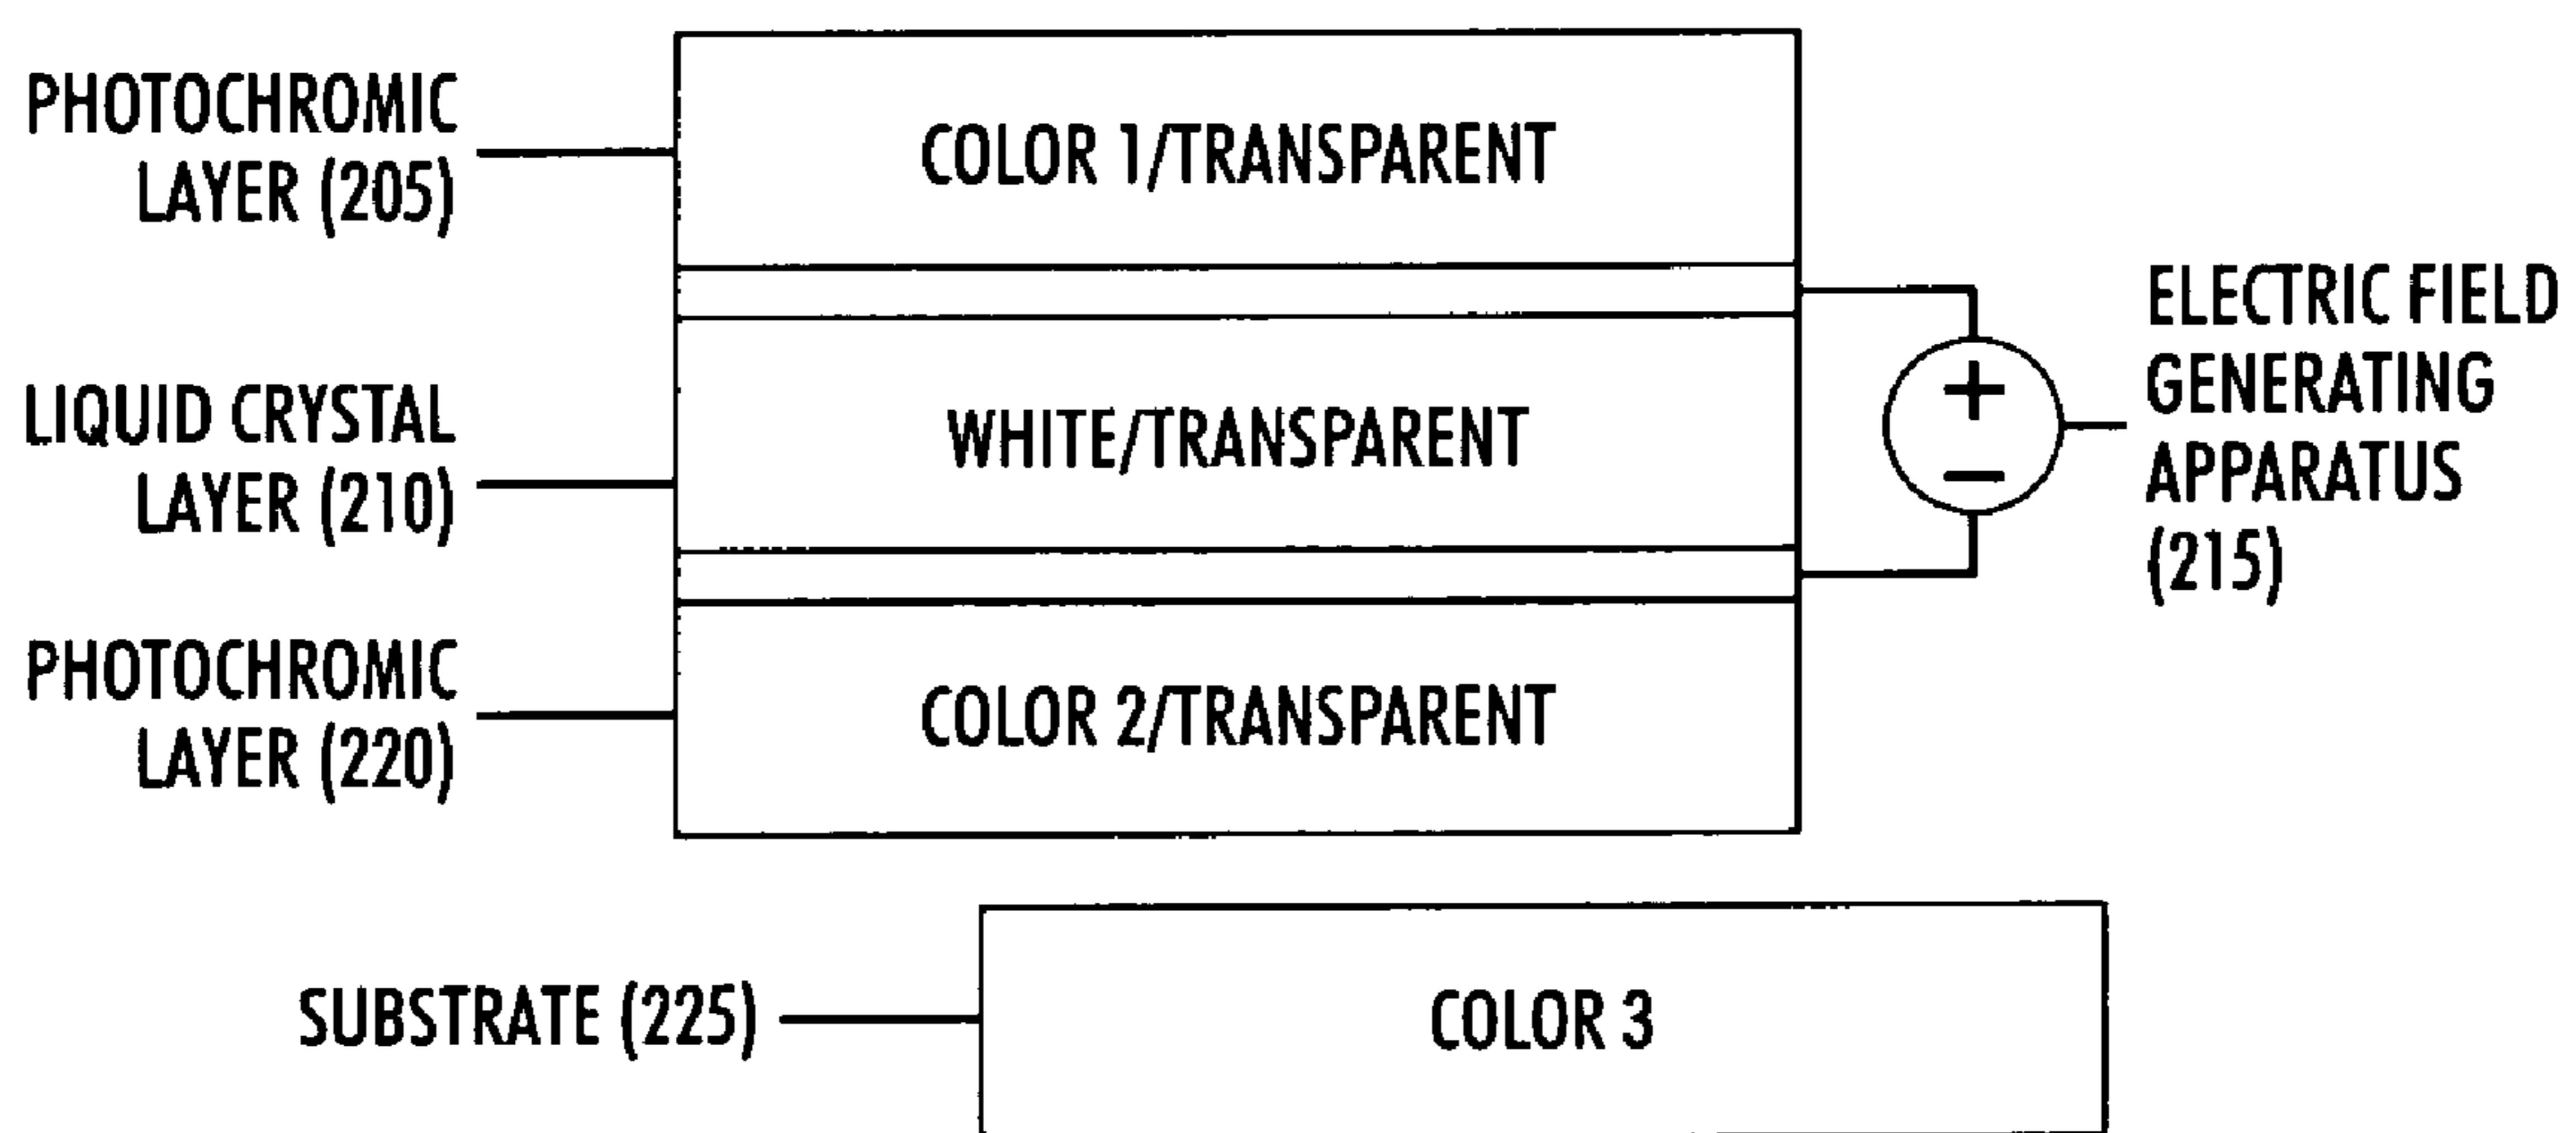 PHOTOCHROMIC
LAYER (205)
COLOR 1/TRANSPARENT
LIQUID CRYSTAL
LAYER (210)
WHITE/TRANSPARENT
+
−
ELECTRIC FIELD
GENERATING
APPARATUS
(215)
PHOTOCHROMIC
LAYER (220)
COLOR 2/TRANSPARENT
SUBSTRATE (225)
COLOR 3